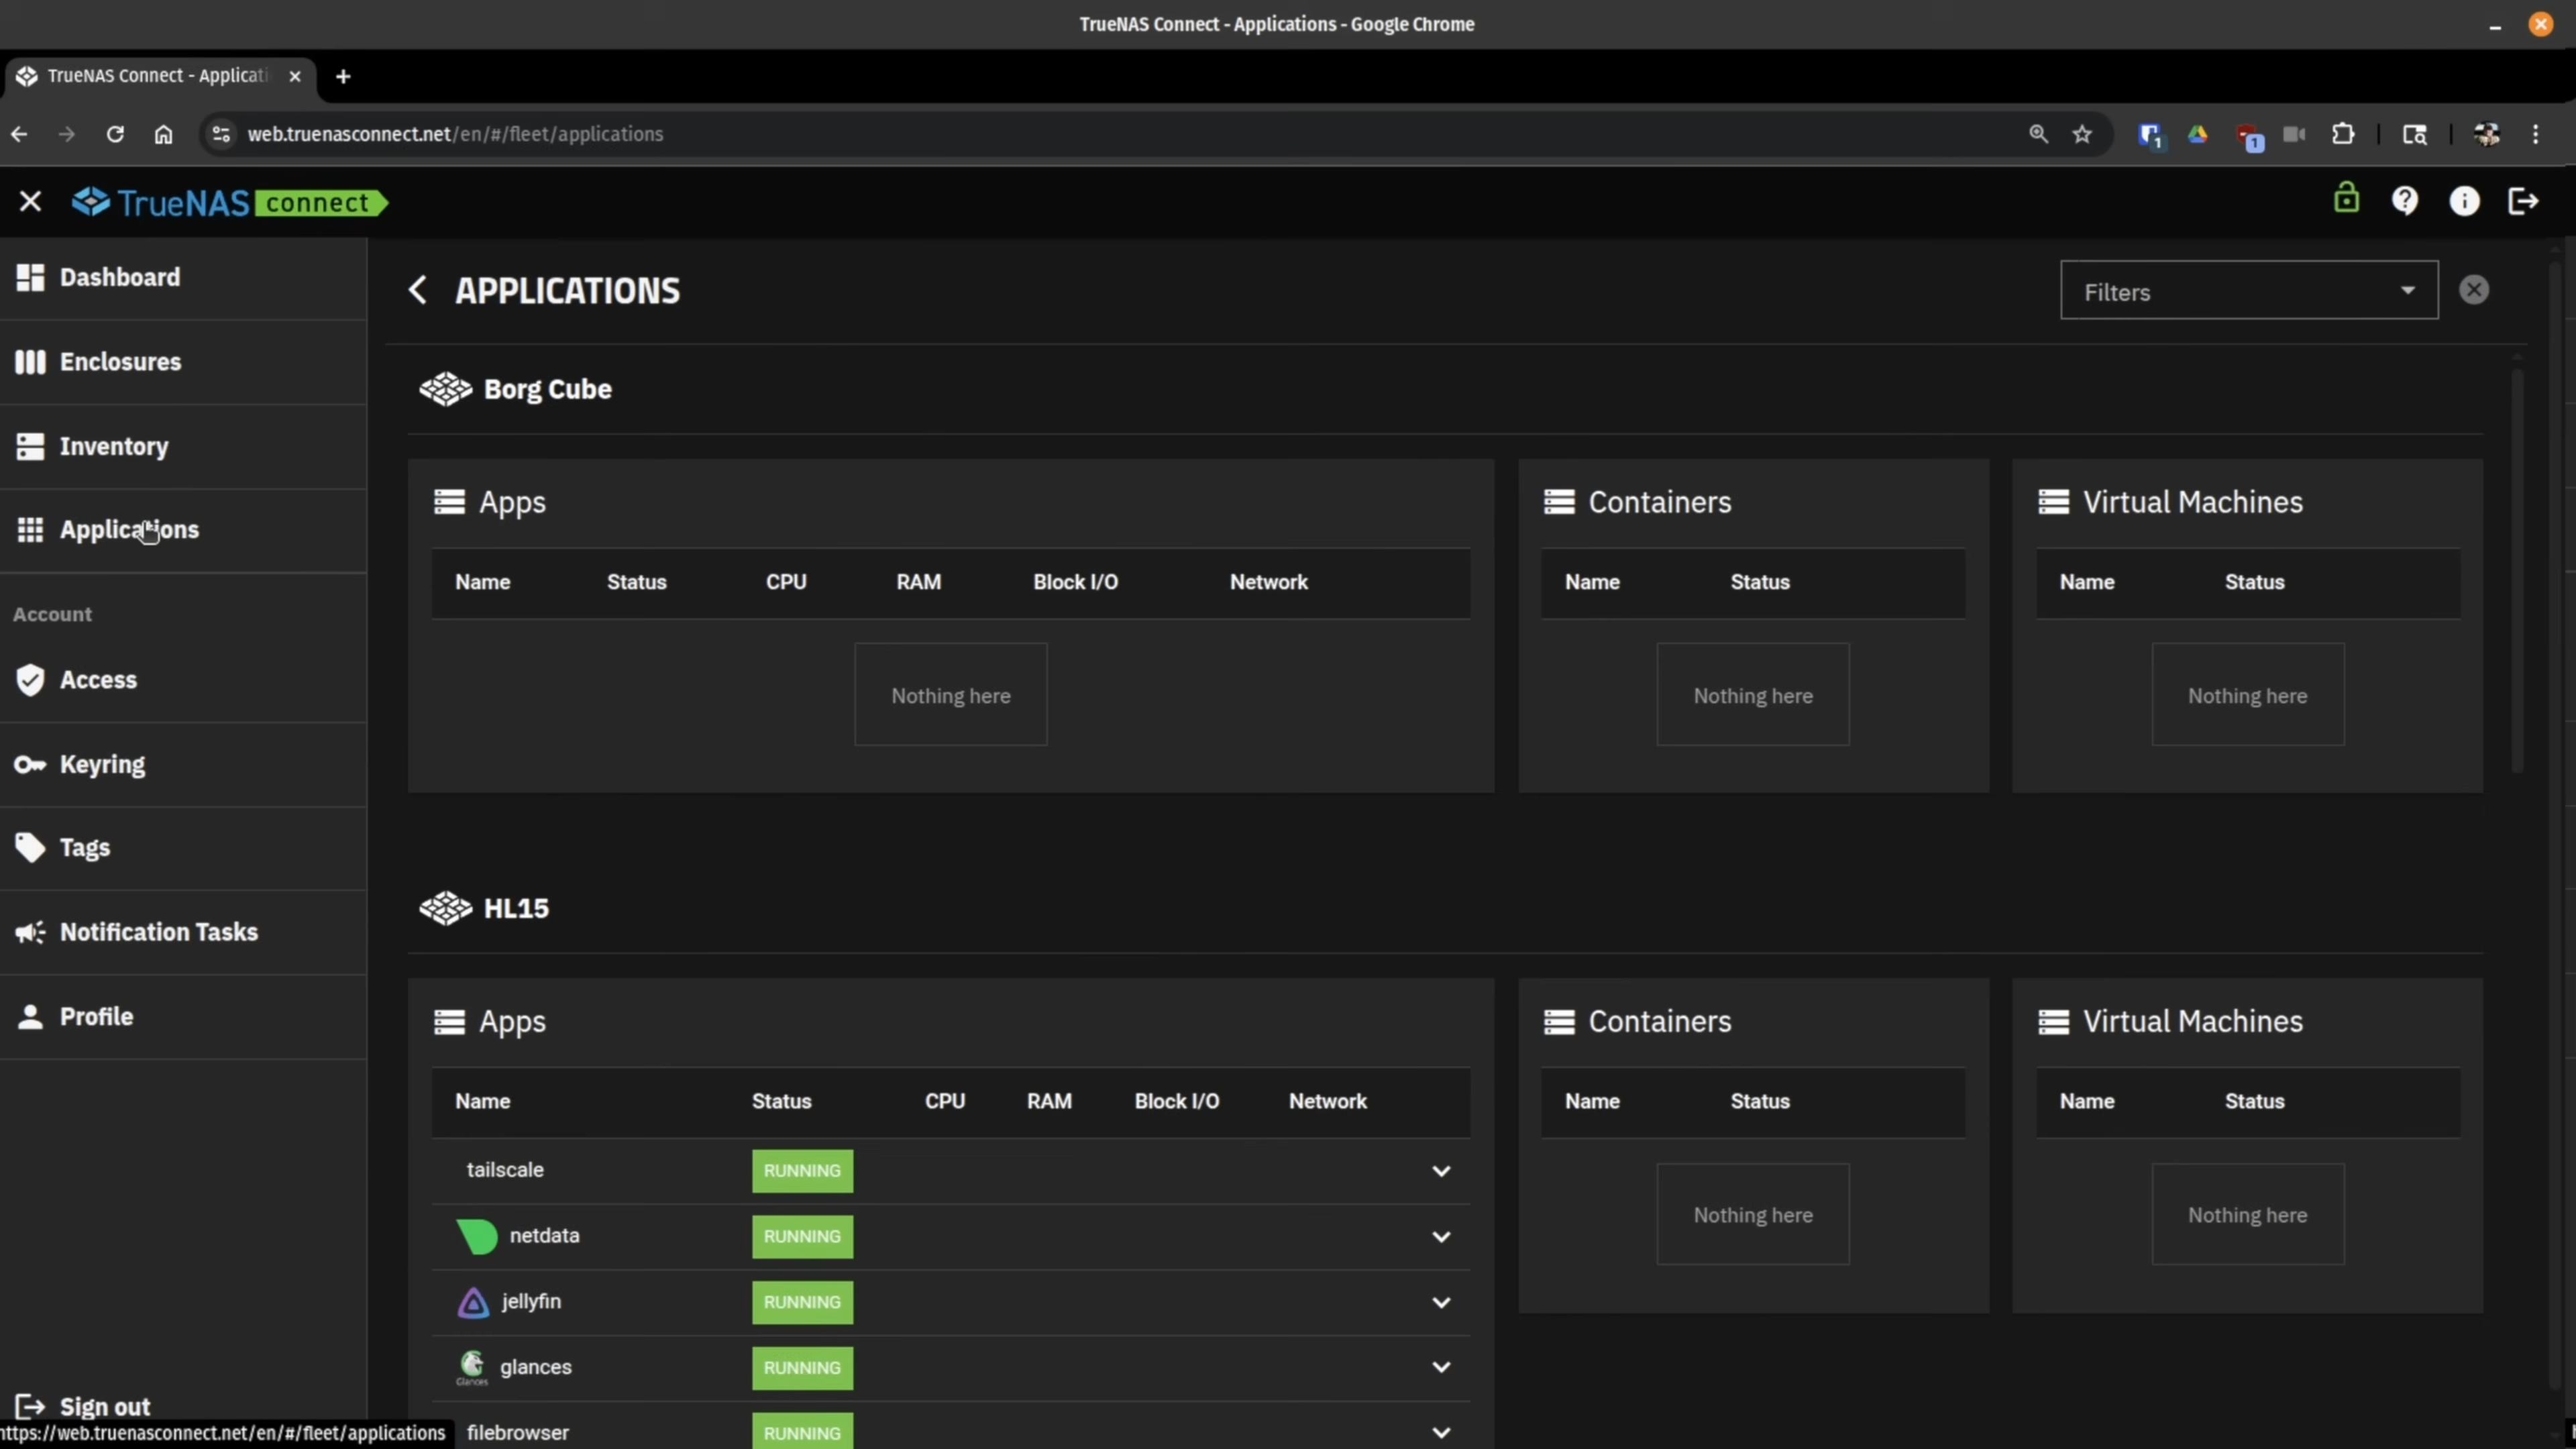 TrueNAS Connect - Applications - Google Chrome
TrueNAS Connect - Applicati
web.truenasconnect.net/en/#/fleet/applications
1
1
TrueNAS connect
Dashboard
Enclosures
Inventory
Applications
Account
Access
Keyring
Tags
Notification Tasks
Profile
Sign out
https://web.truenasconnect.net/en/#/fleet/applications
APPLICATIONS
Filters
Borg Cube
Apps
Name Status CPU RAM Block I/O Network
Nothing here
Containers
Name Status
Nothing here
Virtual Machines
Name Status
Nothing here
HL15
Apps
Name Status CPU RAM Block I/O Network
tailscale RUNNING
netdata RUNNING
jellyfin RUNNING
Glances glances RUNNING
filebrowser RUNNING
Containers
Name Status
Nothing here
Virtual Machines
Name Status
Nothing here